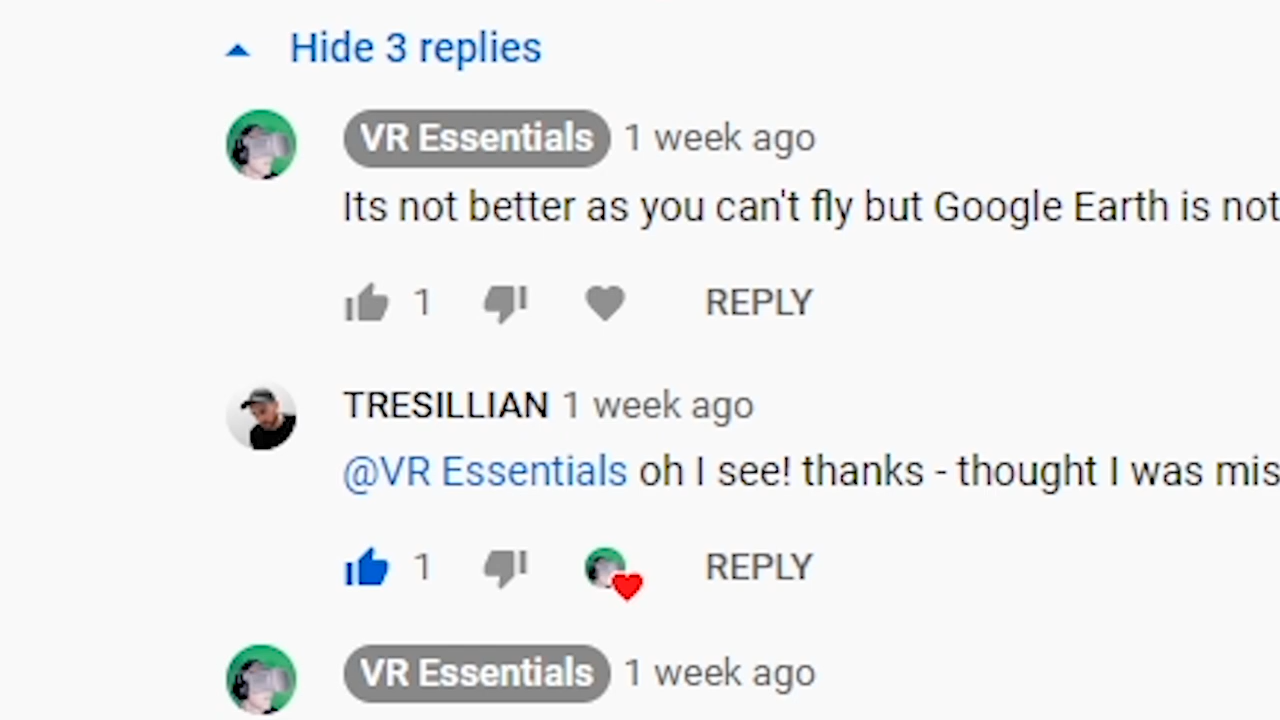 Hide 3 replies
VR Essentials 1 week ago
Its not better as you can't fly but Google Earth is not
1 REPLY
TRESILLIAN 1 week ago
@VR Essentials oh I see! thanks - thought I was mis
1 REPLY
VR Essentials 1 week ago